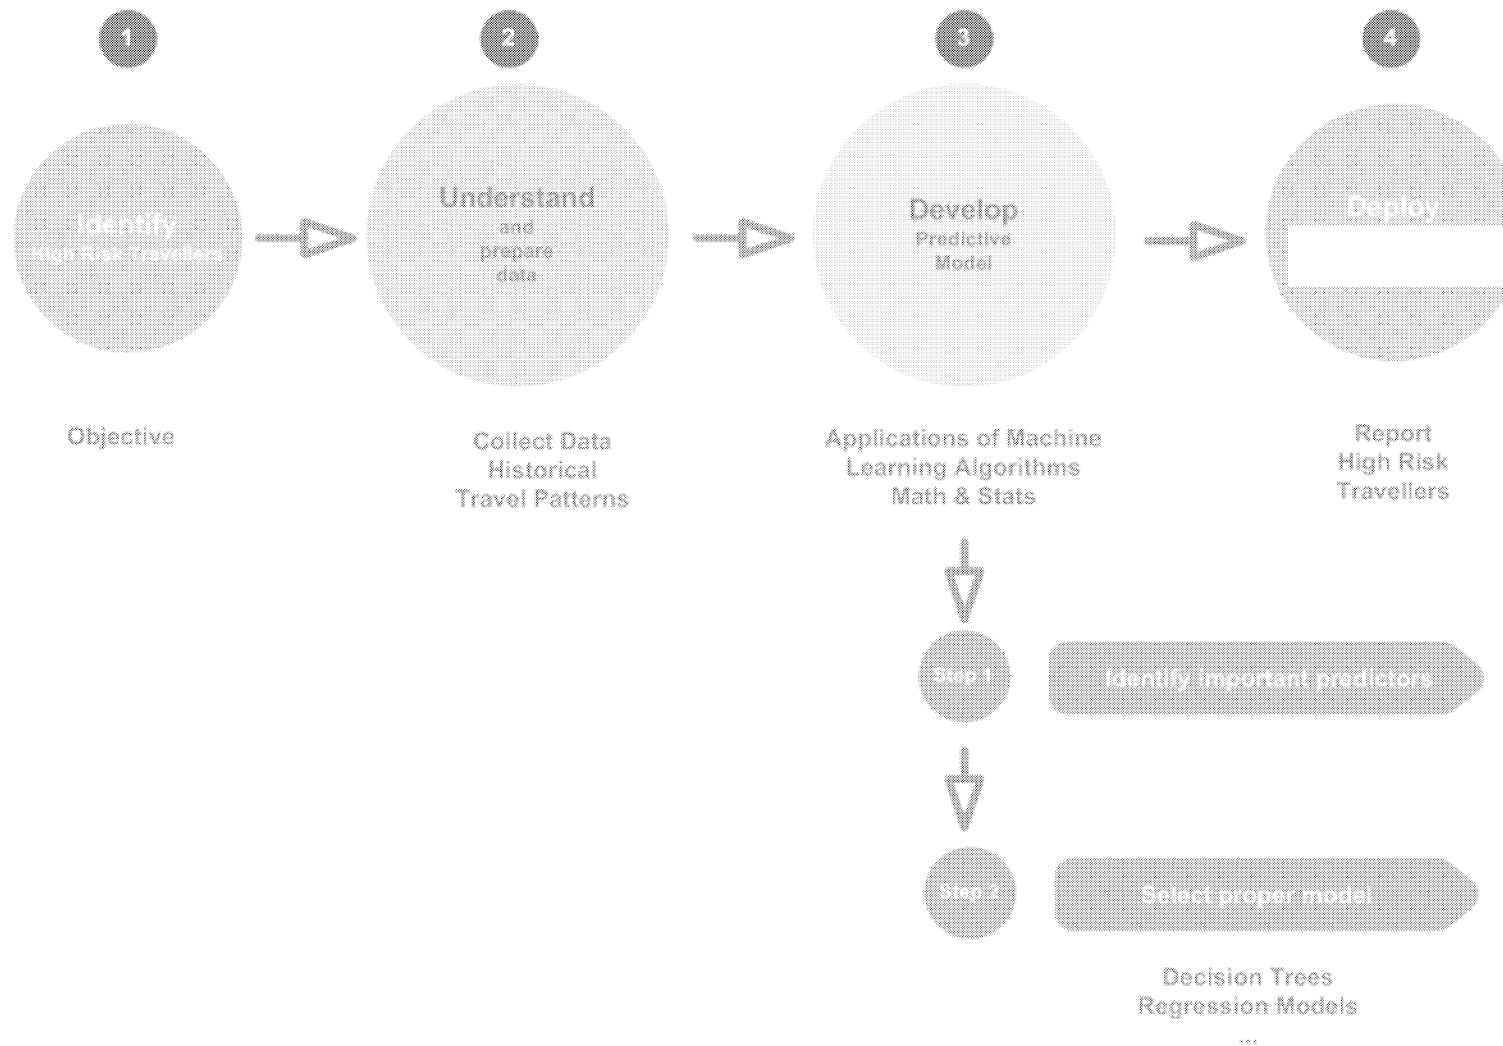 1
2
3
4
Identify
High Risk Travellers
Understand
and
prepare
data
Develop
Predictive
Model
Deploy
Objective
Collect Data
Historical
Travel Patterns
Applications of Machine
Learning Algorithms
Math & Stats
Report
High Risk
Travellers
Step 1
Identify important predictors
Step 2
Select proper model
Decision Trees
Regression Models
...